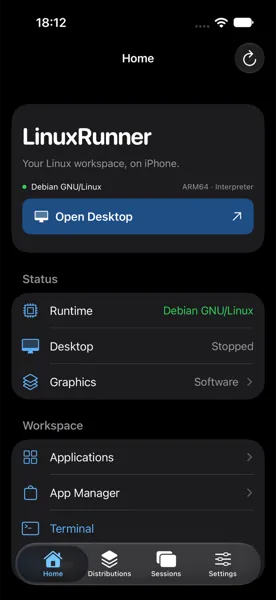 18:12
Home
LinuxRunner
Your Linux workspace, on iPhone.
Debian GNU/Linux ARM64 · Interpreter
Open Desktop
Status
Runtime Debian GNU/Linux
Desktop Stopped
Graphics Software
Workspace
Applications
App Manager
Terminal
Home Distributions Sessions Settings